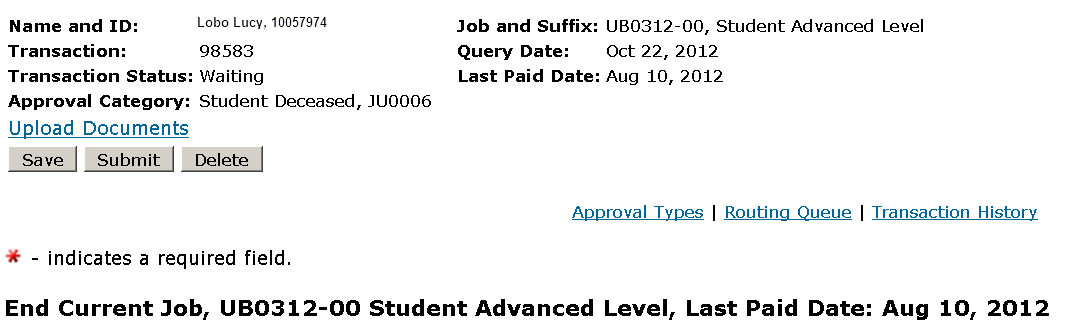 Name and ID: Lobo Lucy, 10057974 Job and Suffix: UB0312-00, Student Advanced Level
Transaction: 98583 Query Date: Oct 22, 2012
Transaction Status: Waiting Last Paid Date: Aug 10, 2012
Approval Category: Student Deceased, JU0006
Upload Documents
Save Submit Delete
Approval Types | Routing Queue | Transaction History
* - indicates a required field.
End Current Job, UB0312-00 Student Advanced Level, Last Paid Date: Aug 10, 2012